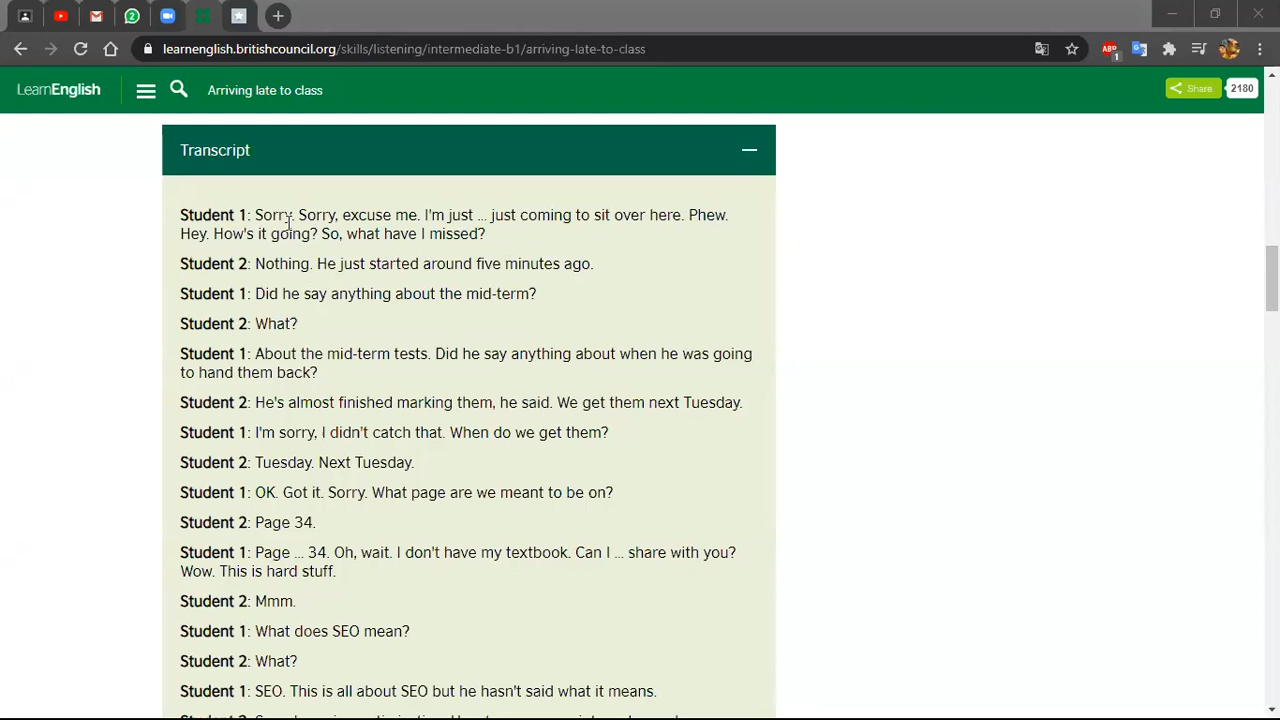 learnenglish.britishcouncil.org/skills/listening/intermediate-b1/arriving-late-to-class
ABP
1
LearnEnglish
Arriving late to class
Share
2180
Transcript
Student 1: Sorry. Sorry, excuse me. I'm just ... just coming to sit over here. Phew.
Hey. How's it going? So, what have I missed?
Student 2: Nothing. He just started around five minutes ago.
Student 1: Did he say anything about the mid-term?
Student 2: What?
Student 1: About the mid-term tests. Did he say anything about when he was going
to hand them back?
Student 2: He's almost finished marking them, he said. We get them next Tuesday.
Student 1: I'm sorry, I didn't catch that. When do we get them?
Student 2: Tuesday. Next Tuesday.
Student 1: OK. Got it. Sorry. What page are we meant to be on?
Student 2: Page 34.
Student 1: Page ... 34. Oh, wait. I don't have my textbook. Can I ... share with you?
Wow. This is hard stuff.
Student 2: Mmm.
Student 1: What does SEO mean?
Student 2: What?
Student 1: SEO. This is all about SEO but he hasn't said what it means.